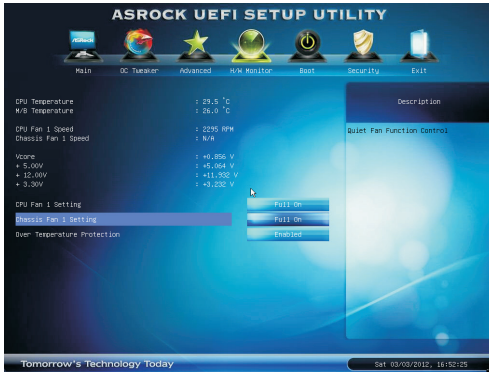 ASROCK UEFI SETUP UTILITY
ASRock
Main OC Tweaker Advanced H/W Monitor Boot Security Exit
CPU Temperature : 29.5 °C
M/B Temperature : 26.0 °C
CPU Fan 1 Speed : 2295 RPM
Chassis Fan 1 Speed : N/A
Vcore : +0.856 V
+ 5.00V : +5.064 V
+ 12.00V : +11.932 V
+ 3.30V : +3.232 V
CPU Fan 1 Setting Full On
Chassis Fan 1 Setting Full On
Over Temperature Protection Enabled
Description
Quiet Fan Function Control
Tomorrow's Technology Today
Sat 03/03/2012, 16:52:25